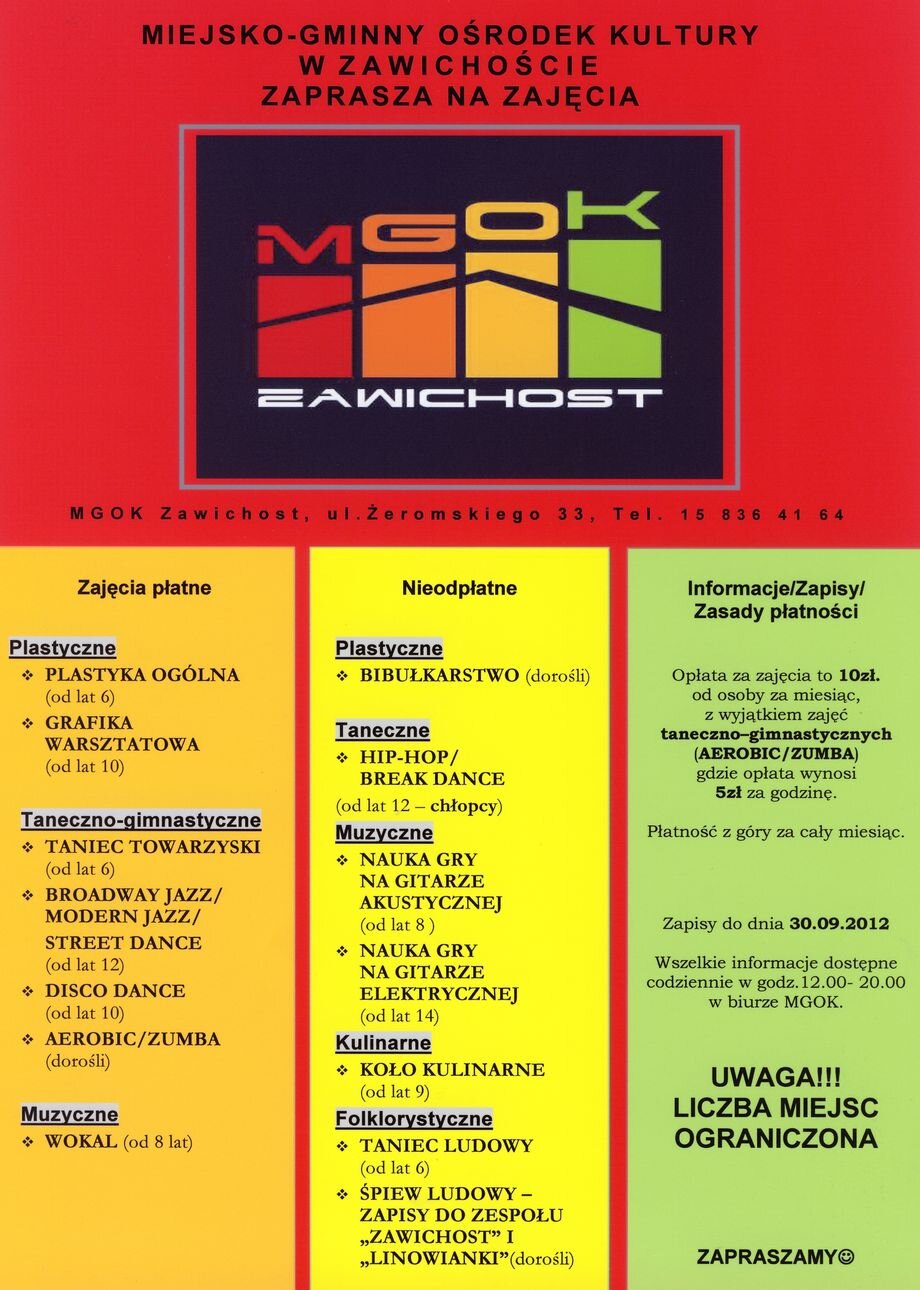 MIEJSKO-GMINNY OŚRODEK KULTURY
W ZAWICHOŚCIE
ZAPRASZA NA ZAJĘCIA
MGOK
ZAWICHOST
MGOK Zawichost, ul.Żeromskiego 33, Tel. 15 836 41 64
Zajęcia płatne
Plastyczne
❖ PLASTYKA OGÓLNA
(od lat 6)
❖ GRAFIKA
WARSZTATOWA
(od lat 10)
Taneczno-gimnastyczne
❖ TANIEC TOWARZYSKI
(od lat 6)
❖ BROADWAY JAZZ/
MODERN JAZZ/
STREET DANCE
(od lat 12)
❖ DISCO DANCE
(od lat 10)
❖ AEROBIC/ZUMBA
(dorośli)
Muzyczne
❖ WOKAL (od 8 lat)
Nieodpłatne
Plastyczne
❖ BIBUŁKARSTWO (dorośli)
Taneczne
❖ HIP-HOP/
BREAK DANCE
(od lat 12 – chłopcy)
Muzyczne
❖ NAUKA GRY
NA GITARZE
AKUSTYCZNEJ
(od lat 8 )
❖ NAUKA GRY
NA GITARZE
ELEKTRYCZNEJ
(od lat 14)
Kulinarne
❖ KOŁO KULINARNE
(od lat 9)
Folklorystyczne
❖ TANIEC LUDOWY
(od lat 6)
❖ ŚPIEW LUDOWY –
ZAPISY DO ZESPOŁU
„ZAWICHOST” I
„LINOWIANKI”(dorośli)
Informacje/Zapisy/
Zasady płatności
Opłata za zajęcia to 10zł.
od osoby za miesiąc,
z wyjątkiem zajęć
taneczno–gimnastycznych
(AEROBIC/ZUMBA)
gdzie opłata wynosi
5zł za godzinę.
Płatność z góry za cały miesiąc.
Zapisy do dnia 30.09.2012
Wszelkie informacje dostępne
codziennie w godz.12.00- 20.00
w biurze MGOK.
UWAGA!!!
LICZBA MIEJSC
OGRANICZONA
ZAPRASZAMY☺